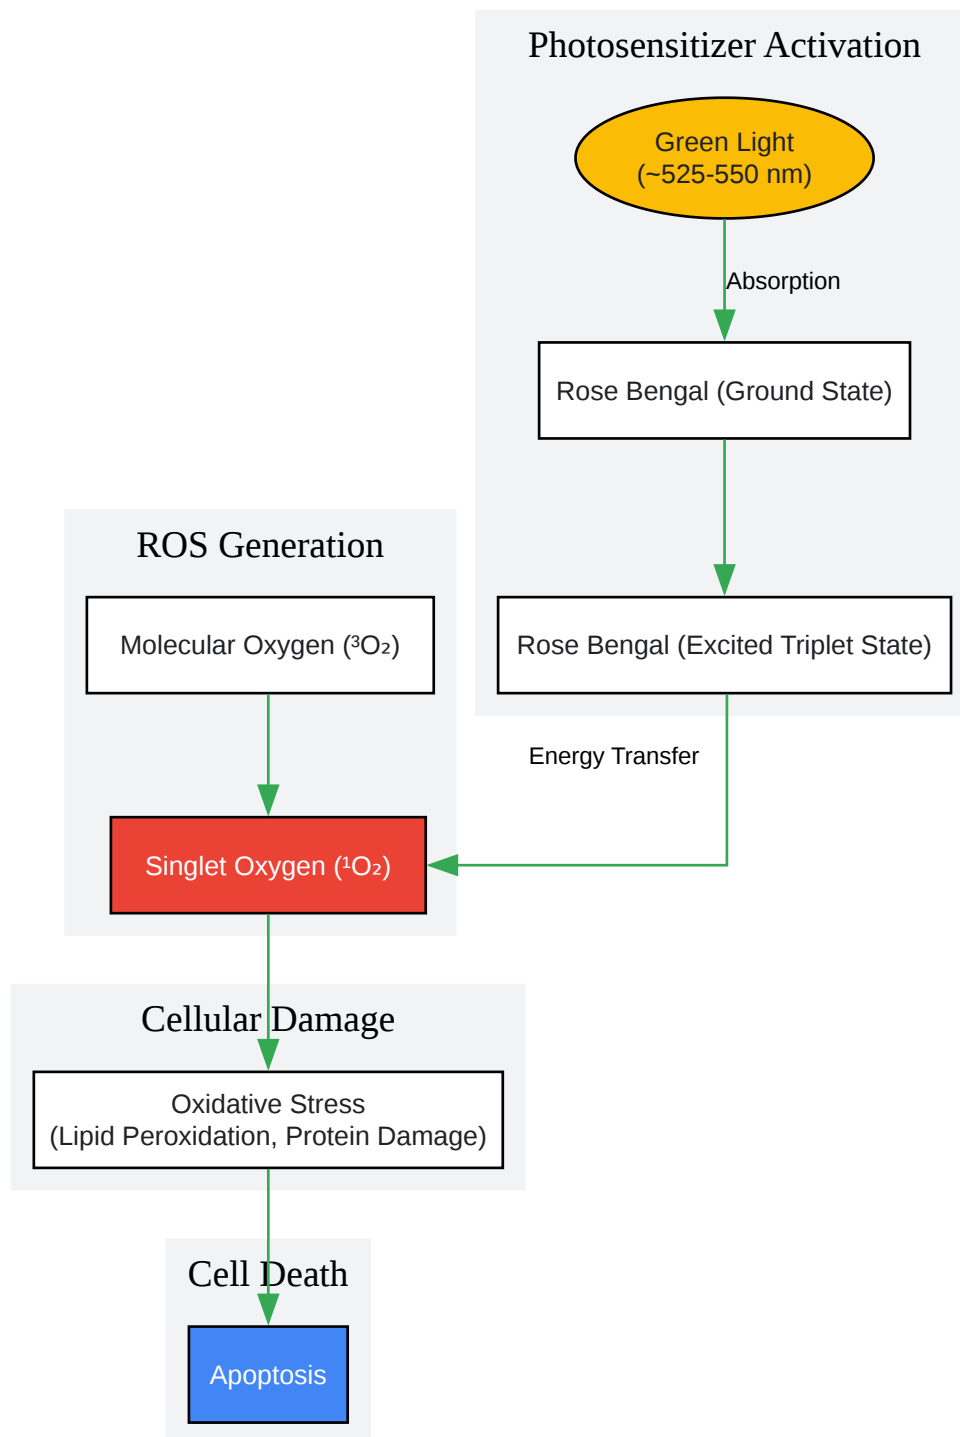 Photosensitizer Activation
Green Light
(~525-550 nm)
Absorption
Rose Bengal (Ground State)
ROS Generation
Molecular Oxygen (³O₂)
Rose Bengal (Excited Triplet State)
Energy Transfer
Singlet Oxygen (¹O₂)
Cellular Damage
Oxidative Stress
(Lipid Peroxidation, Protein Damage)
Cell Death
Apoptosis